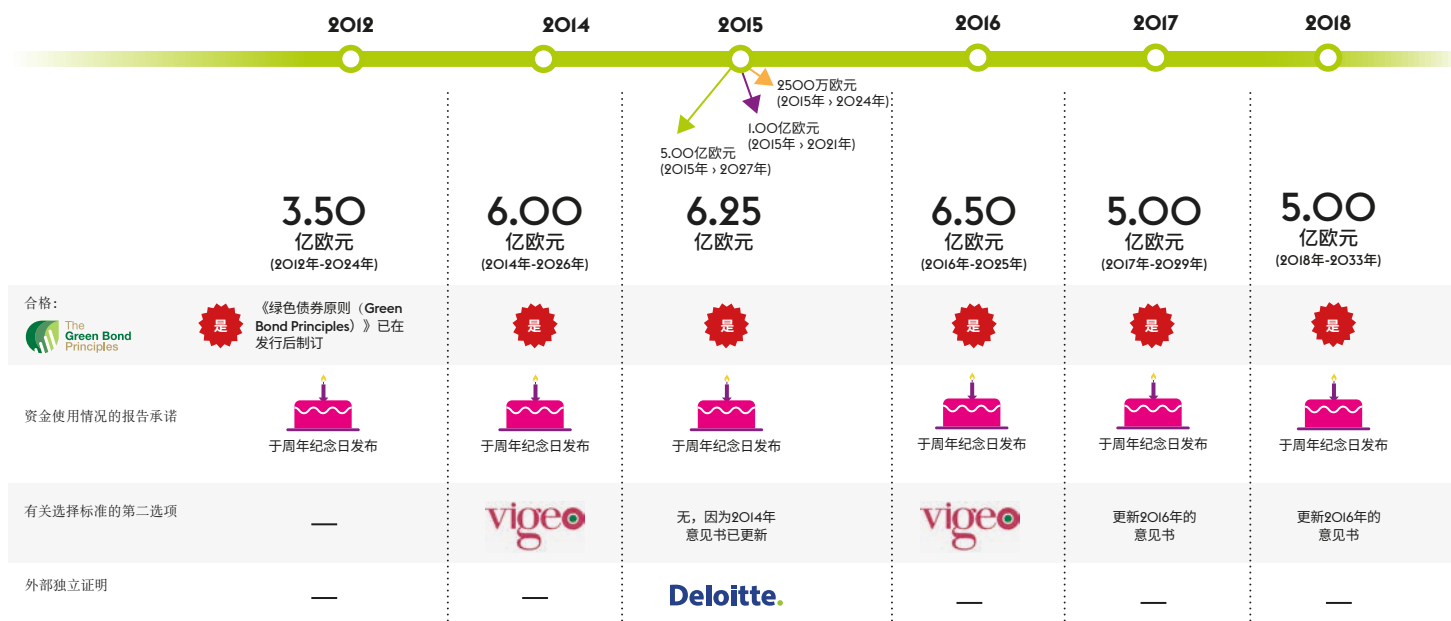 2012
2014
2015
2016
2017
2018
2500万欧元
(2015年 › 2024年)
1.00亿欧元
(2015年 › 2021年)
5.00亿欧元
(2015年 › 2027年)
3.50
亿欧元
(2012年-2024年)
6.00
亿欧元
(2014年-2026年)
6.25
亿欧元
6.50
亿欧元
(2016年-2025年)
5.00
亿欧元
(2017年-2029年)
5.00
亿欧元
(2018年-2033年)
合格：
The
Green Bond
Principles
是
《绿色债券原则（Green
Bond Principles）》已在
发行后制订
是
是
是
是
是
资金使用情况的报告承诺
于周年纪念日发布
于周年纪念日发布
于周年纪念日发布
于周年纪念日发布
于周年纪念日发布
于周年纪念日发布
有关选择标准的第二选项
—
vigeo
无，因为2014年
意见书已更新
vigeo
更新2016年的
意见书
更新2016年的
意见书
外部独立证明
—
—
Deloitte.
—
—
—